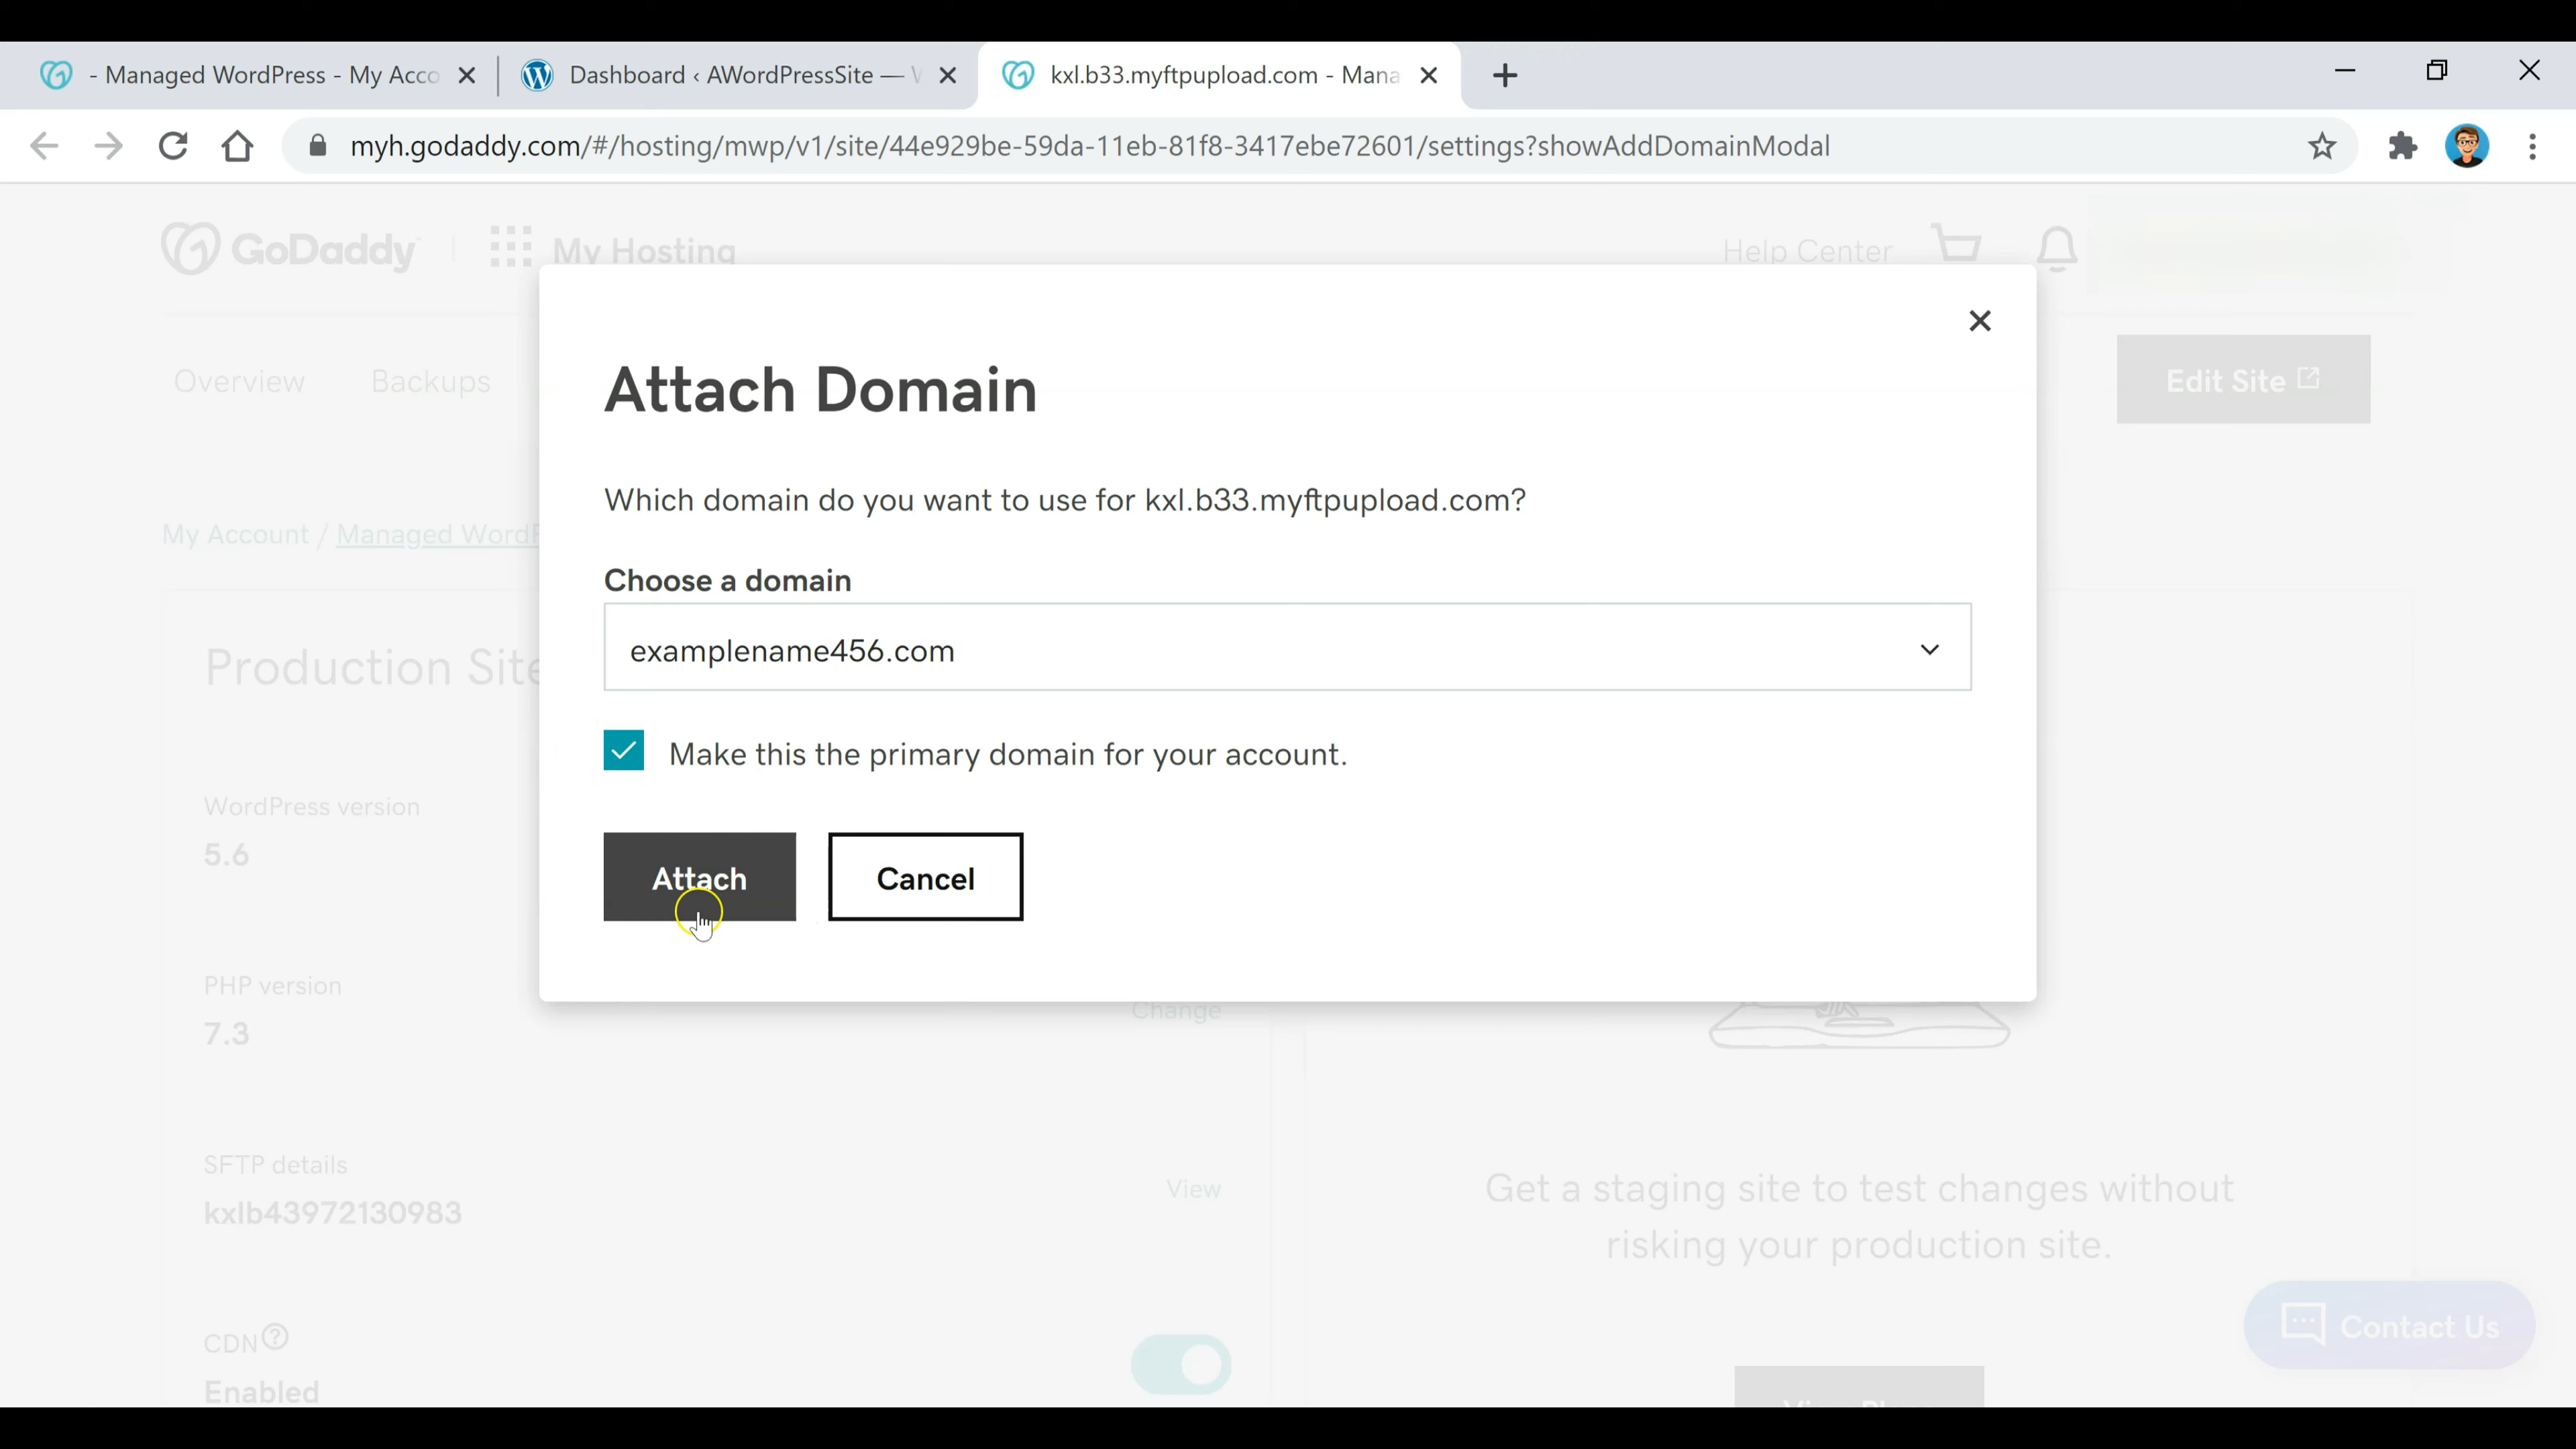 - Managed WordPress - My Acco
Dashboard ‹ AWordPressSite —
kxl.b33.myftpupload.com - Mana
myh.godaddy.com/#/hosting/mwp/v1/site/44e929be-59da-11eb-81f8-3417ebe72601/settings?showAddDomainModal
GoDaddy
My Hosting
Help Center
Overview
Backups
Edit Site
My Account / Managed WordP
Attach Domain
Which domain do you want to use for kxl.b33.myftpupload.com?
Choose a domain
examplename456.com
Make this the primary domain for your account.
Attach
Cancel
Production Site
WordPress version
5.6
PHP version
7.3
Change
SFTP details
kxlb43972130983
View
CDN
Enabled
Get a staging site to test changes without
risking your production site.
Contact Us